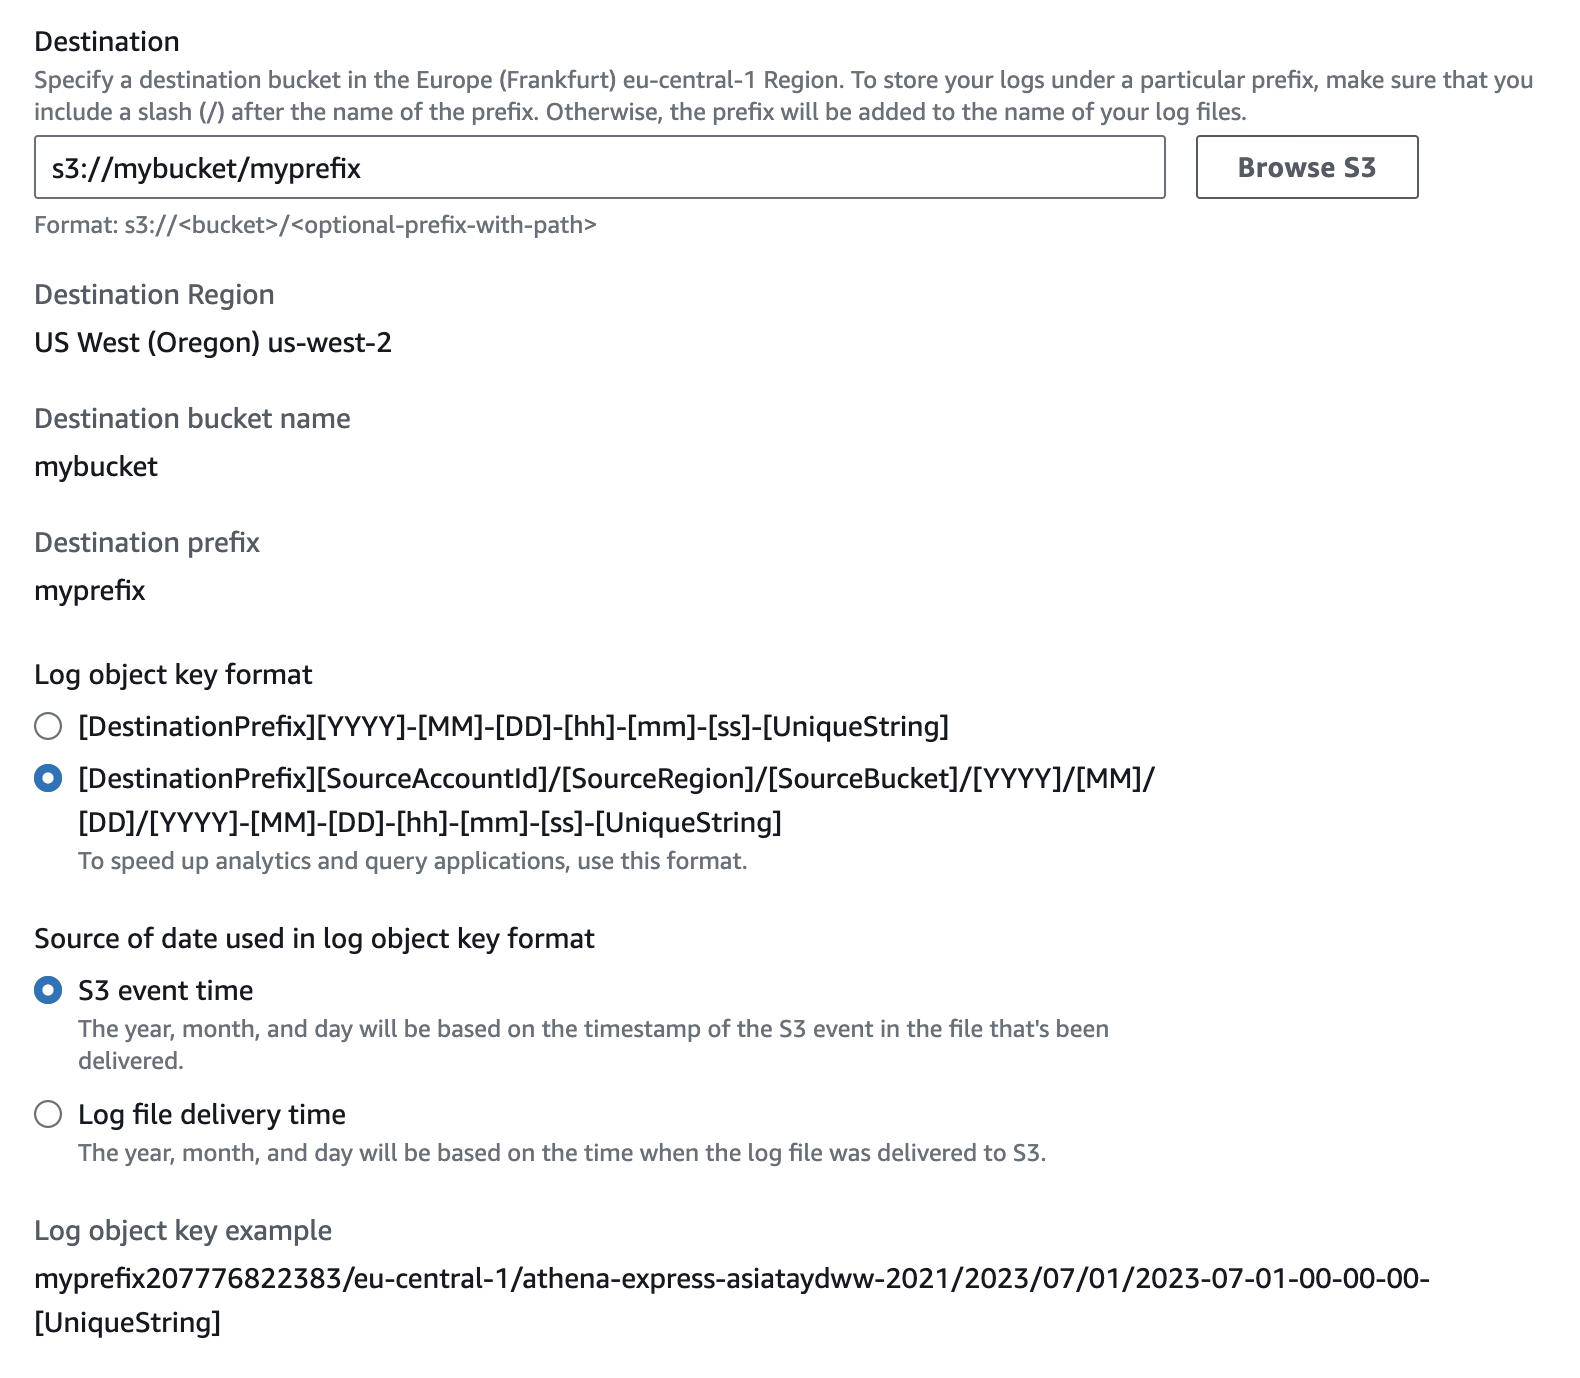 Destination
Specify a destination bucket in the Europe (Frankfurt) eu-central-1 Region. To store your logs under a particular prefix, make sure that you
include a slash (/) after the name of the prefix. Otherwise, the prefix will be added to the name of your log files.
s3://mybucket/myprefix
Browse S3
Format: s3://<bucket>/<optional-prefix-with-path>
Destination Region
US West (Oregon) us-west-2
Destination bucket name
mybucket
Destination prefix
myprefix
Log object key format
[DestinationPrefix][YYYY]-[MM]-[DD]-[hh]-[mm]-[ss]-[UniqueString]
[DestinationPrefix][SourceAccountId]/[SourceRegion]/[SourceBucket]/[YYYY]/[MM]/
[DD]/[YYYY]-[MM]-[DD]-[hh]-[mm]-[ss]-[UniqueString]
To speed up analytics and query applications, use this format.
Source of date used in log object key format
S3 event time
The year, month, and day will be based on the timestamp of the S3 event in the file that's been
delivered.
Log file delivery time
The year, month, and day will be based on the time when the log file was delivered to S3.
Log object key example
myprefix207776822383/eu-central-1/athena-express-asiataydww-2021/2023/07/01/2023-07-01-00-00-00-
[UniqueString]